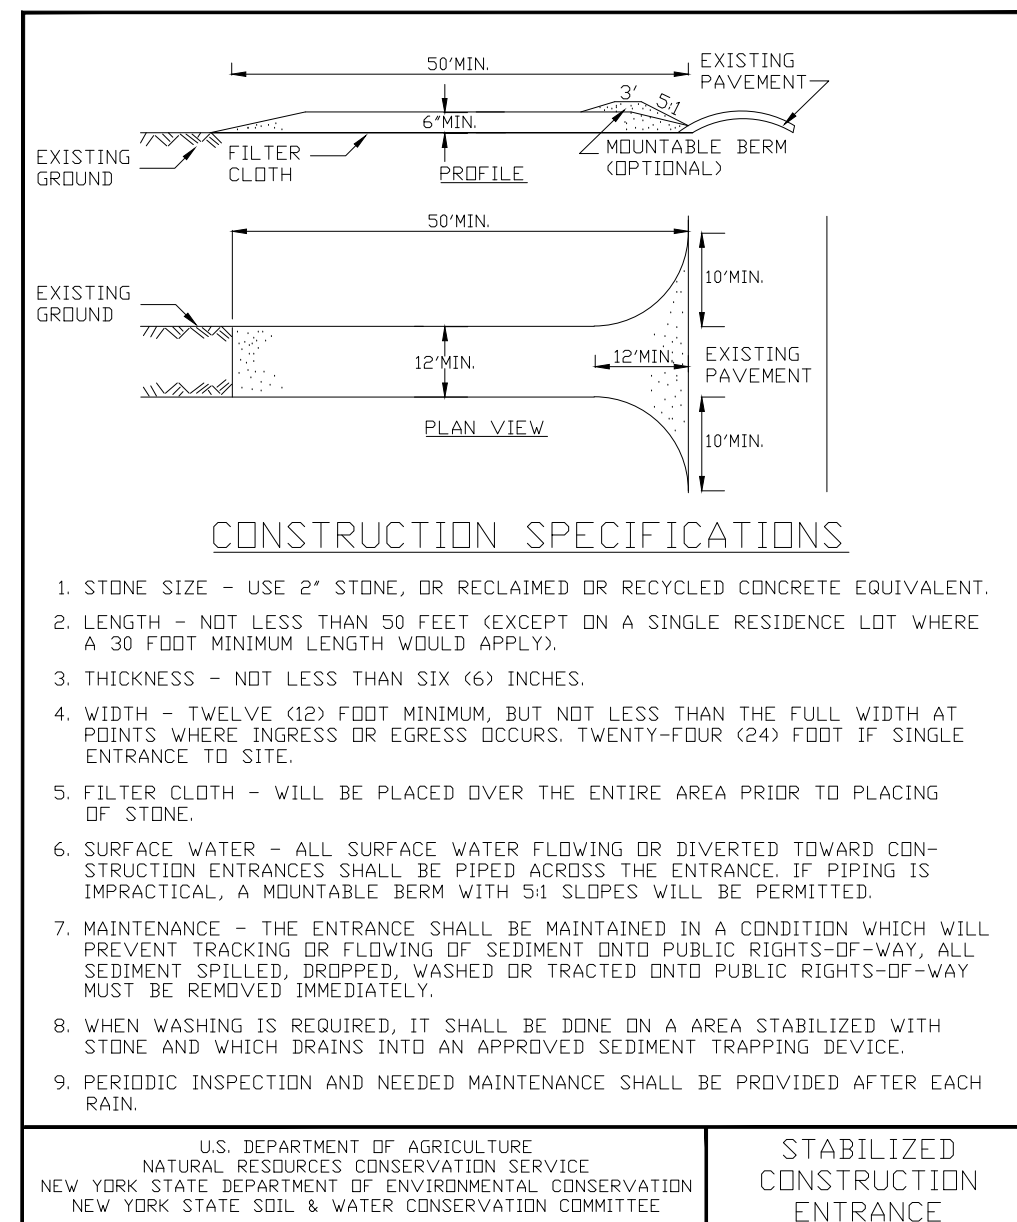 50'MIN.
EXISTING
PAVEMENT
3'
5:1
6"MIN.
EXISTING
GROUND
FILTER
CLOTH
PROFILE
MOUNTABLE BERM
(OPTIONAL)
50'MIN.
10'MIN.
EXISTING
GROUND
12'MIN.
12'MIN.
EXISTING
PAVEMENT
PLAN VIEW
10'MIN.
CONSTRUCTION SPECIFICATIONS
1. STONE SIZE - USE 2" STONE, OR RECLAIMED OR RECYCLED CONCRETE EQUIVALENT.
2. LENGTH - NOT LESS THAN 50 FEET (EXCEPT ON A SINGLE RESIDENCE LOT WHERE
A 30 FOOT MINIMUM LENGTH WOULD APPLY).
3. THICKNESS - NOT LESS THAN SIX (6) INCHES.
4. WIDTH - TWELVE (12) FOOT MINIMUM, BUT NOT LESS THAN THE FULL WIDTH AT
POINTS WHERE INGRESS OR EGRESS OCCURS. TWENTY-FOUR (24) FOOT IF SINGLE
ENTRANCE TO SITE.
5. FILTER CLOTH - WILL BE PLACED OVER THE ENTIRE AREA PRIOR TO PLACING
OF STONE.
6. SURFACE WATER - ALL SURFACE WATER FLOWING OR DIVERTED TOWARD CON-
STRUCTION ENTRANCES SHALL BE PIPED ACROSS THE ENTRANCE. IF PIPING IS
IMPRACTICAL, A MOUNTABLE BERM WITH 5:1 SLOPES WILL BE PERMITTED.
7. MAINTENANCE - THE ENTRANCE SHALL BE MAINTAINED IN A CONDITION WHICH WILL
PREVENT TRACKING OR FLOWING OF SEDIMENT ONTO PUBLIC RIGHTS-OF-WAY, ALL
SEDIMENT SPILLED, DROPPED, WASHED OR TRACTED ONTO PUBLIC RIGHTS-OF-WAY
MUST BE REMOVED IMMEDIATELY.
8. WHEN WASHING IS REQUIRED, IT SHALL BE DONE ON A AREA STABILIZED WITH
STONE AND WHICH DRAINS INTO AN APPROVED SEDIMENT TRAPPING DEVICE.
9. PERIODIC INSPECTION AND NEEDED MAINTENANCE SHALL BE PROVIDED AFTER EACH
RAIN.
U.S. DEPARTMENT OF AGRICULTURE
NATURAL RESOURCES CONSERVATION SERVICE
NEW YORK STATE DEPARTMENT OF ENVIRONMENTAL CONSERVATION
NEW YORK STATE SOIL & WATER CONSERVATION COMMITTEE
STABILIZED
CONSTRUCTION
ENTRANCE